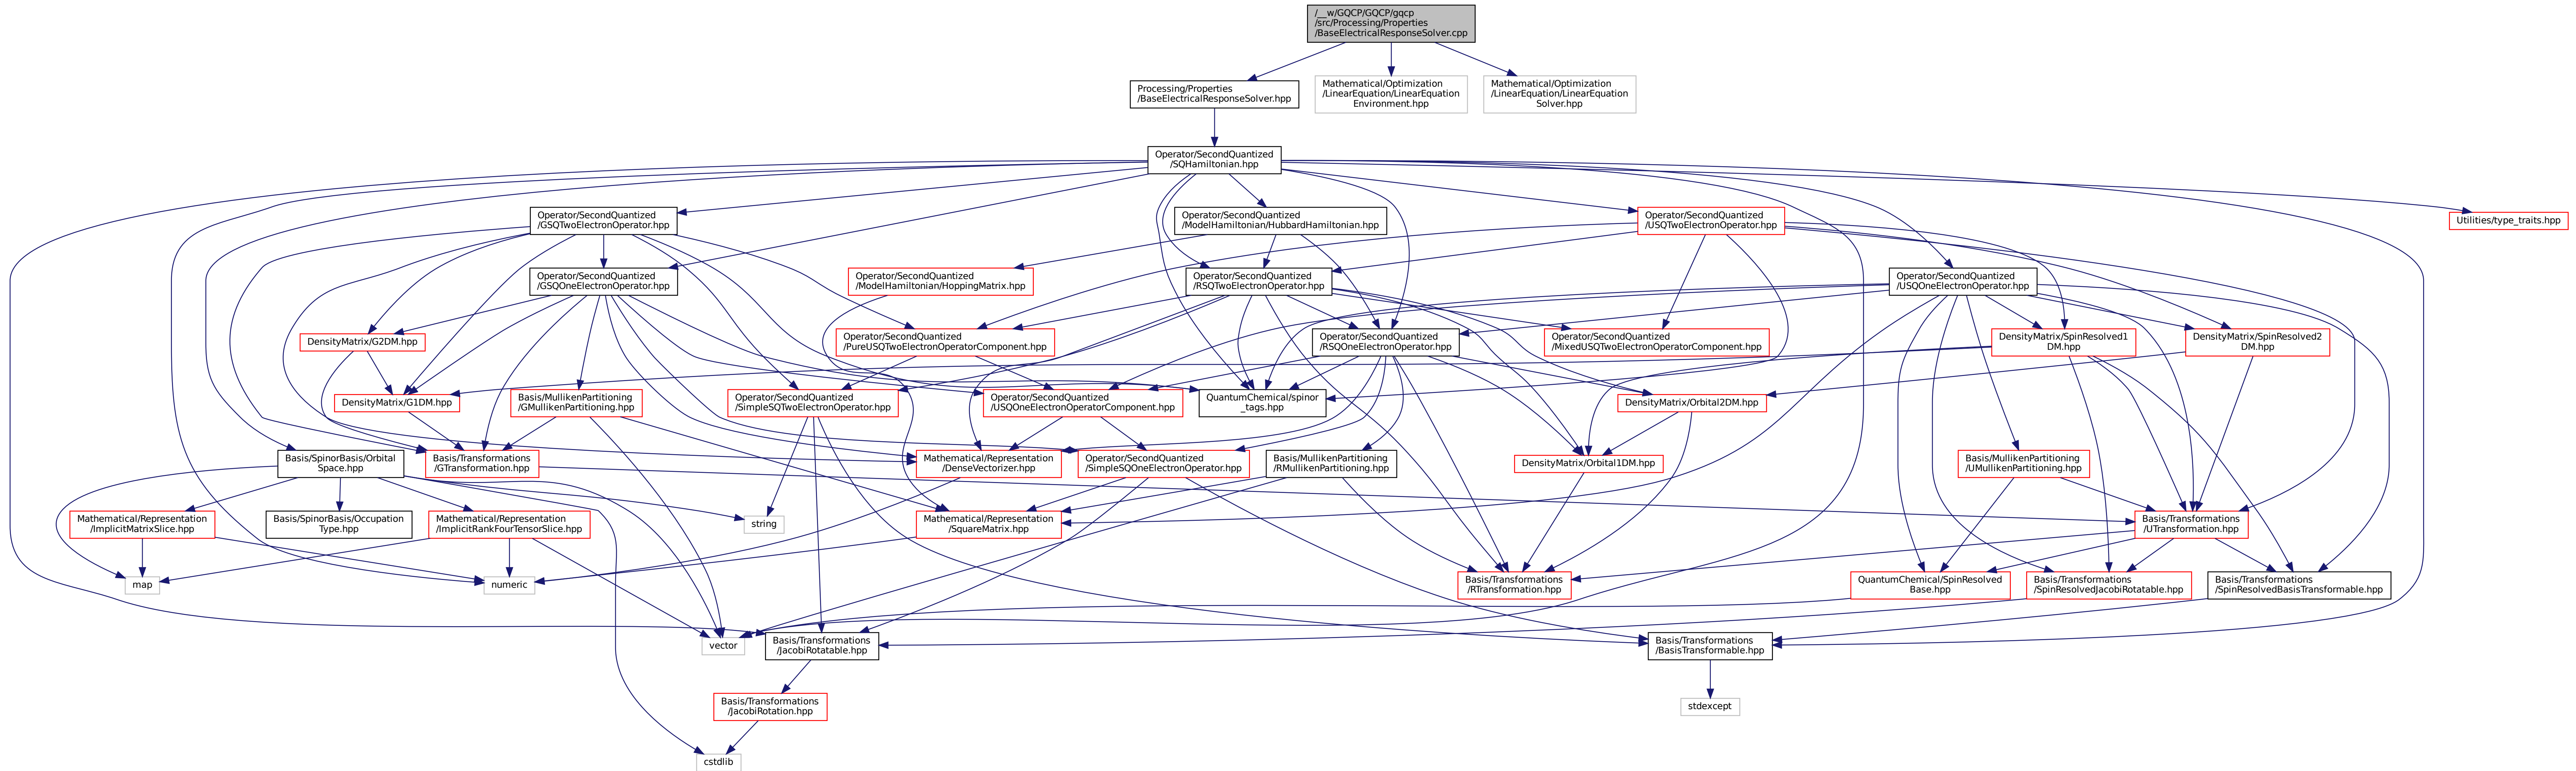 /__w/GQCP/GQCP/gqcp
/src/Processing/Properties
/BaseElectricalResponseSolver.cpp
Processing/Properties
/BaseElectricalResponseSolver.hpp
Mathematical/Optimization
/LinearEquation/LinearEquation
Environment.hpp
Mathematical/Optimization
/LinearEquation/LinearEquation
Solver.hpp
Operator/SecondQuantized
/SQHamiltonian.hpp
Operator/SecondQuantized
/GSQTwoElectronOperator.hpp
Operator/SecondQuantized
/ModelHamiltonian/HubbardHamiltonian.hpp
Operator/SecondQuantized
/USQTwoElectronOperator.hpp
Utilities/type_traits.hpp
Operator/SecondQuantized
/GSQOneElectronOperator.hpp
Operator/SecondQuantized
/ModelHamiltonian/HoppingMatrix.hpp
Operator/SecondQuantized
/RSQTwoElectronOperator.hpp
Operator/SecondQuantized
/USQOneElectronOperator.hpp
DensityMatrix/G2DM.hpp
Operator/SecondQuantized
/PureUSQTwoElectronOperatorComponent.hpp
Operator/SecondQuantized
/RSQOneElectronOperator.hpp
Operator/SecondQuantized
/MixedUSQTwoElectronOperatorComponent.hpp
DensityMatrix/SpinResolved1
DM.hpp
DensityMatrix/SpinResolved2
DM.hpp
DensityMatrix/G1DM.hpp
Basis/MullikenPartitioning
/GMullikenPartitioning.hpp
Operator/SecondQuantized
/SimpleSQTwoElectronOperator.hpp
Operator/SecondQuantized
/USQOneElectronOperatorComponent.hpp
QuantumChemical/spinor
_tags.hpp
DensityMatrix/Orbital2DM.hpp
Basis/SpinorBasis/Orbital
Space.hpp
Basis/Transformations
/GTransformation.hpp
Mathematical/Representation
/DenseVectorizer.hpp
Operator/SecondQuantized
/SimpleSQOneElectronOperator.hpp
Basis/MullikenPartitioning
/RMullikenPartitioning.hpp
DensityMatrix/Orbital1DM.hpp
Basis/MullikenPartitioning
/UMullikenPartitioning.hpp
Mathematical/Representation
/ImplicitMatrixSlice.hpp
Basis/SpinorBasis/Occupation
Type.hpp
Mathematical/Representation
/ImplicitRankFourTensorSlice.hpp
string
Mathematical/Representation
/SquareMatrix.hpp
Basis/Transformations
/UTransformation.hpp
map
numeric
Basis/Transformations
/RTransformation.hpp
QuantumChemical/SpinResolved
Base.hpp
Basis/Transformations
/SpinResolvedJacobiRotatable.hpp
Basis/Transformations
/SpinResolvedBasisTransformable.hpp
vector
Basis/Transformations
/JacobiRotatable.hpp
Basis/Transformations
/BasisTransformable.hpp
Basis/Transformations
/JacobiRotation.hpp
stdexcept
cstdlib